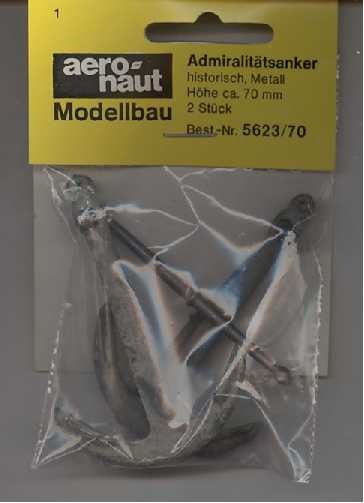 1
aero-
naut
Modellbau
Admiralitätsanker
historisch, Metall
Höhe ca. 70 mm
2 Stück
Best.-Nr. 5623/70